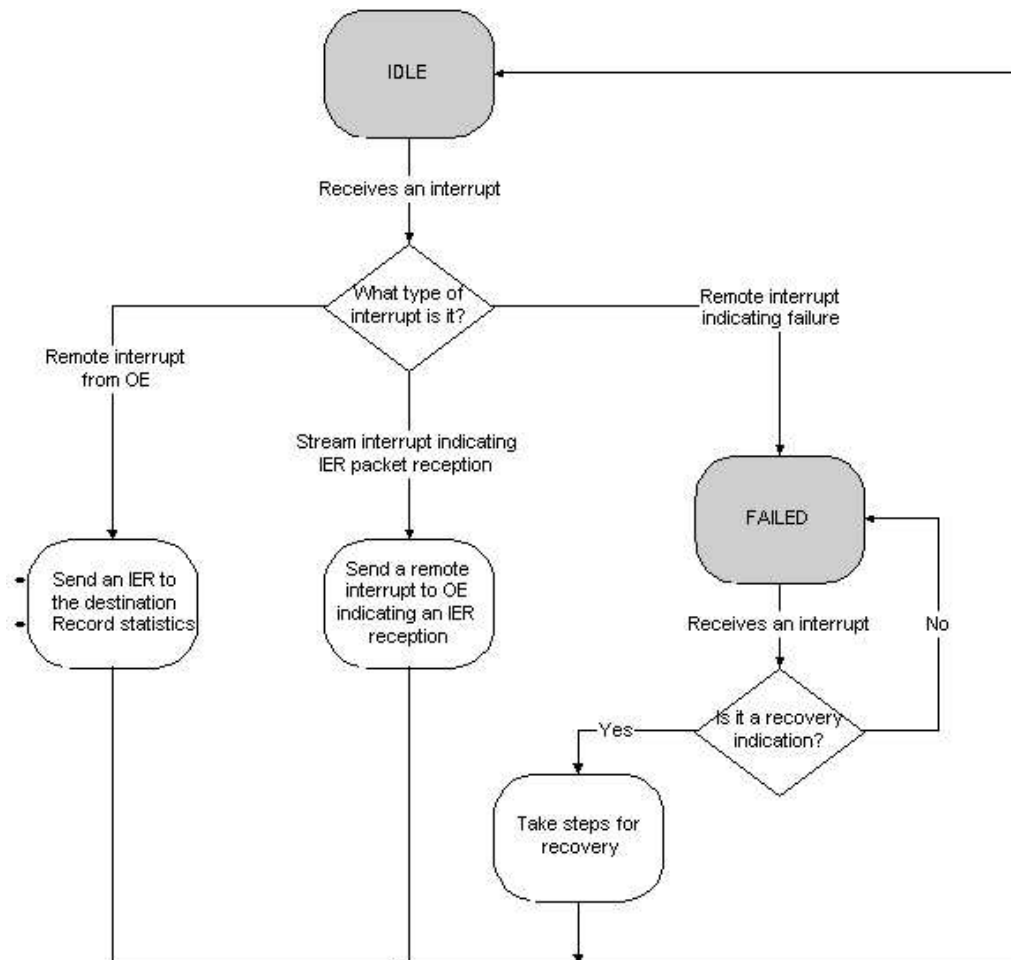 IDLE
Receives an interrupt
What type of
interrupt is it?
Remote interrupt
indicating failure
Remote interrupt
from OE
Stream interrupt indicating
IER packet reception
FAILED
Send an IER to
the destination
Record statistics
Send a remote
interrupt to OE
indicating an IER
reception
Receives an interrupt
No
Is it a recovery
indication?
Yes
Take steps for
recovery